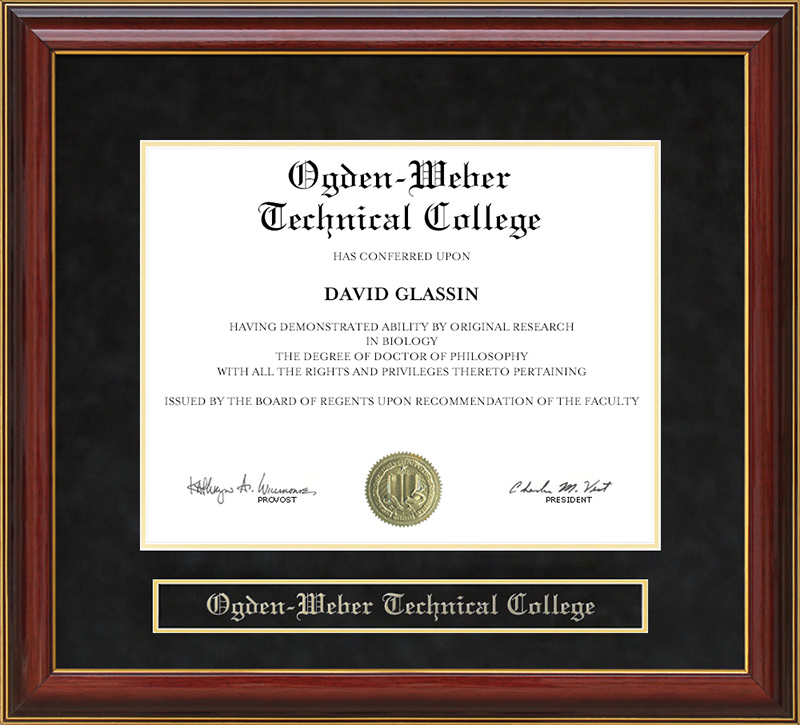 Ogden-Weber
Technical College
HAS CONFERRED UPON
DAVID GLASSIN
HAVING DEMONSTRATED ABILITY BY ORIGINAL RESEARCH
IN BIOLOGY
THE DEGREE OF DOCTOR OF PHILOSOPHY
WITH ALL THE RIGHTS AND PRIVILEGES THERETO PERTAINING
ISSUED BY THE BOARD OF REGENTS UPON RECOMMENDATION OF THE FACULTY
Charles M. Vest
PROVOST PRESIDENT
Ogden-Weber Technical College